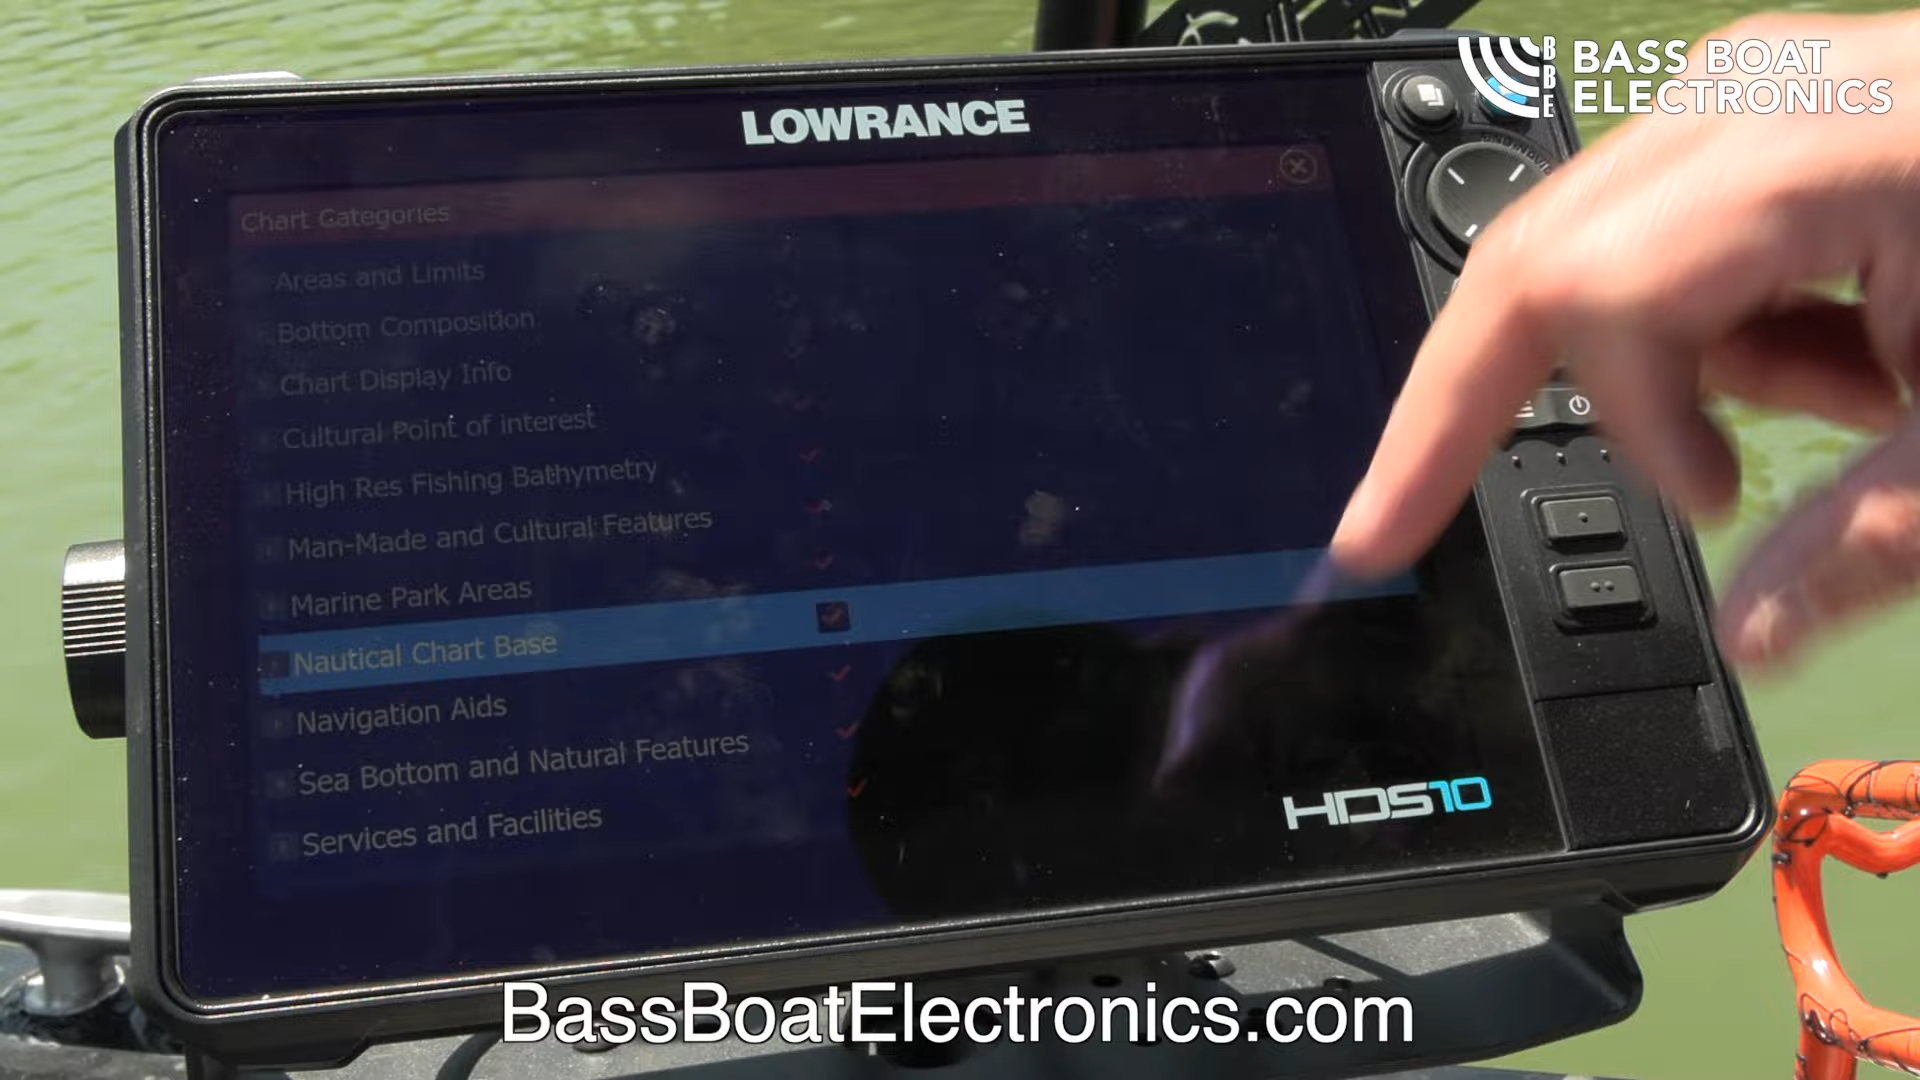 BBE
BASS BOAT
ELECTRONICS
LOWRANCE
Chart Categories
Areas and Limits
Bottom Composition
Chart Display Info
Cultural Point of interest
High Res Fishing Bathymetry
Man-Made and Cultural Features
Marine Park Areas
Nautical Chart Base
Navigation Aids
Sea Bottom and Natural Features
Services and Facilities
HDS10
BassBoatElectronics.com